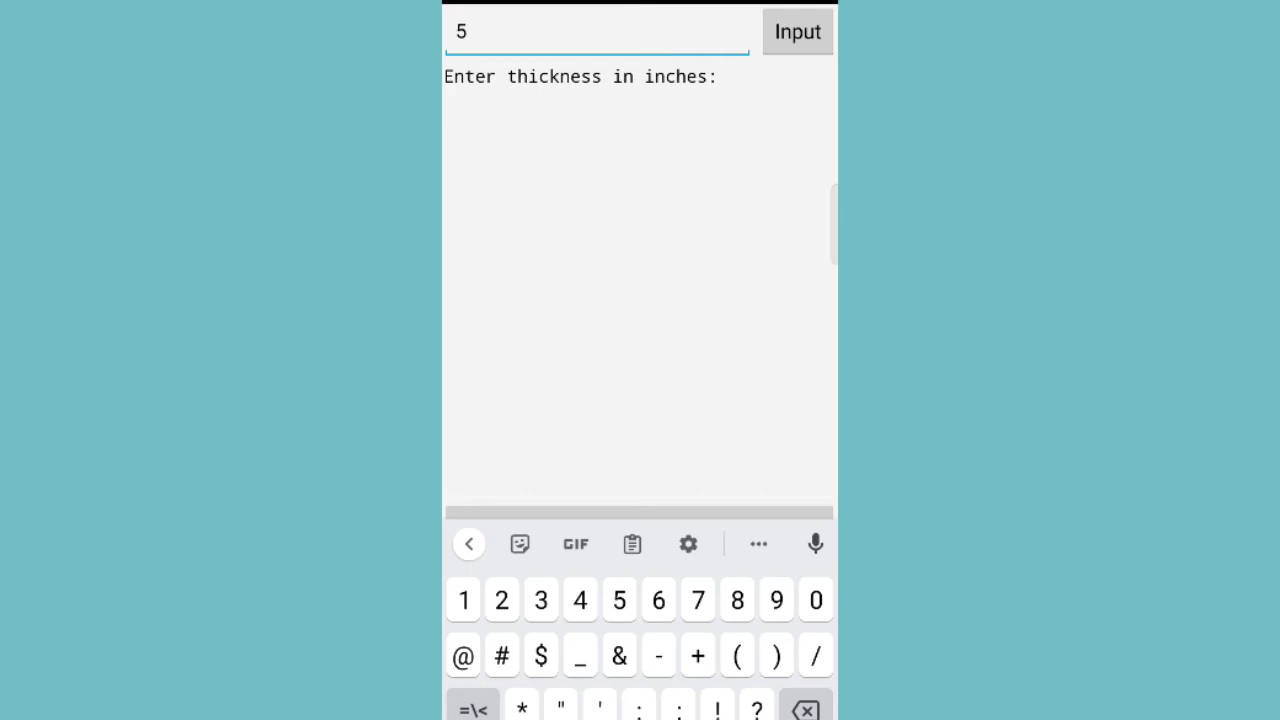 5
Input
Enter thickness in inches:
GIF
1 2 3 4 5 6 7 8 9 0
@ # $ _ & - + ( ) /
=\< * " ' : ; ! ?